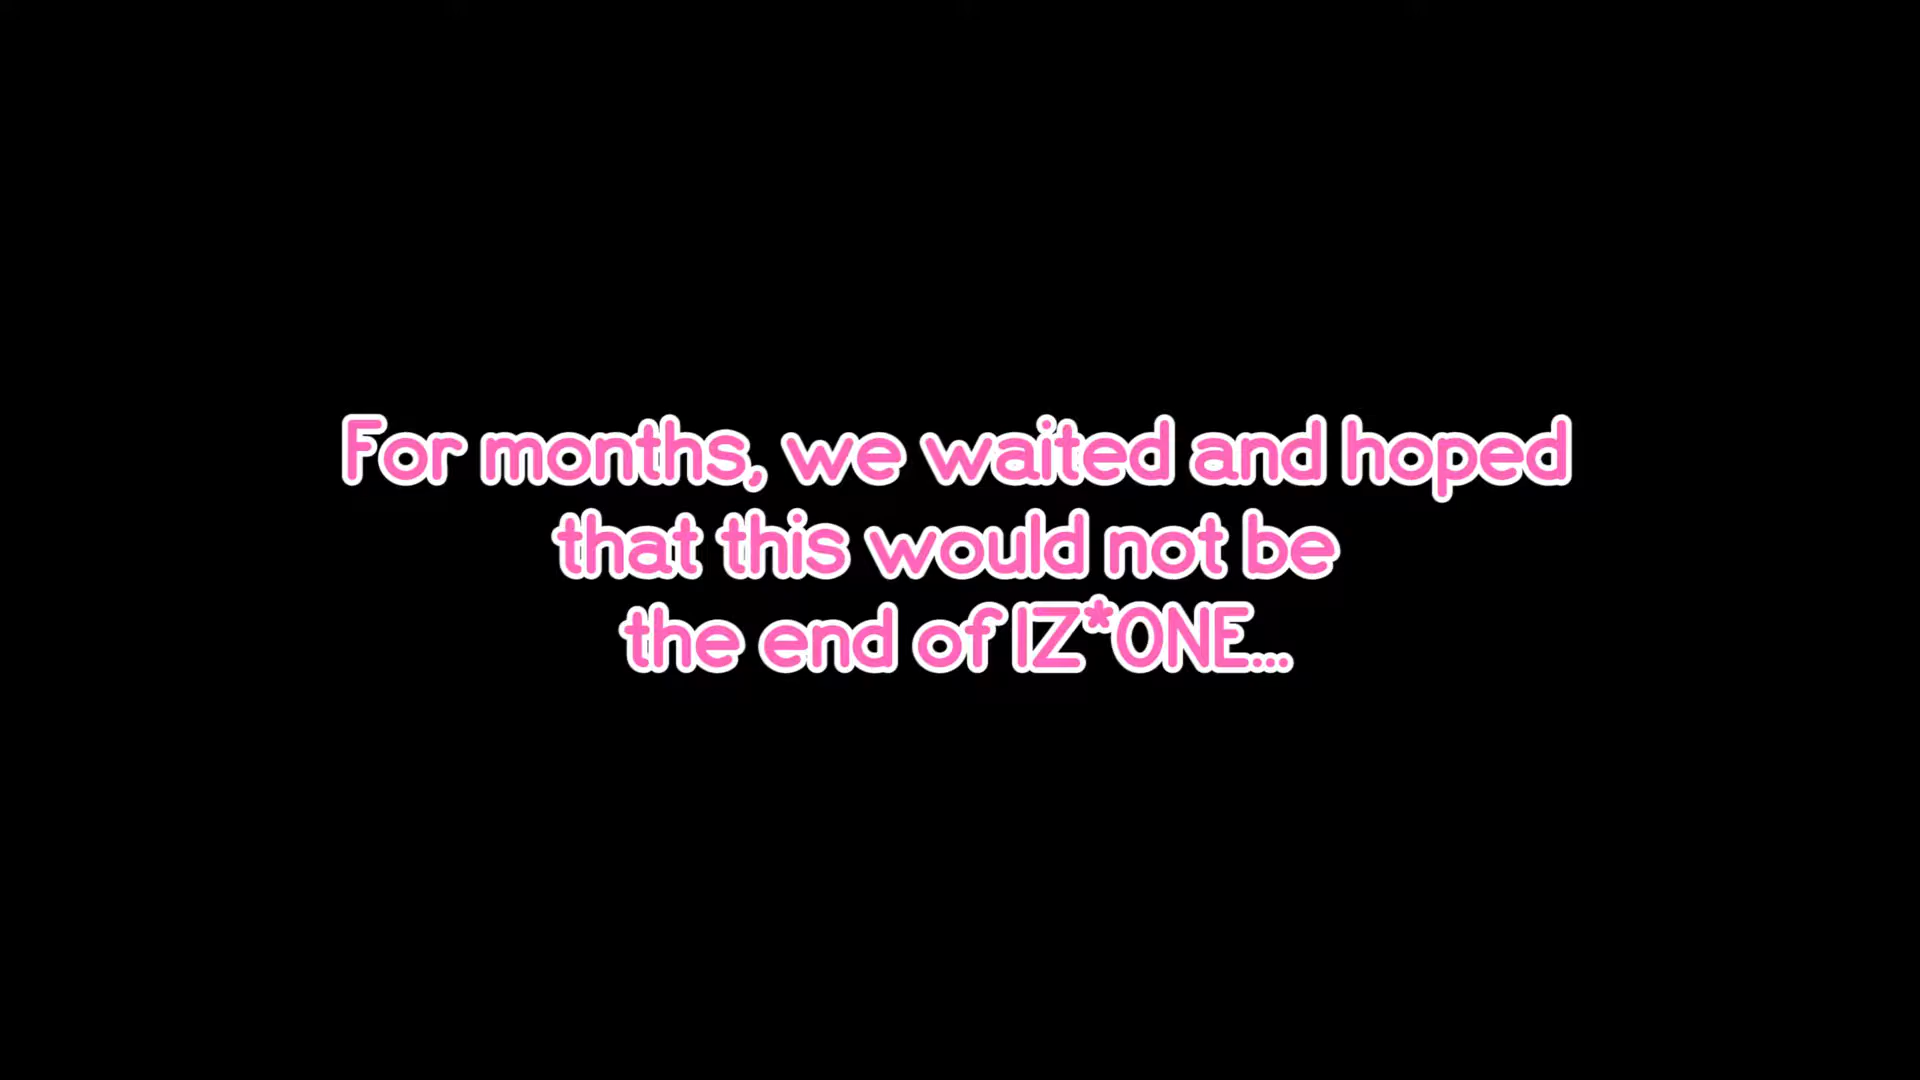 For months, we waited and hoped
that this would not be
the end of IZ*ONE...